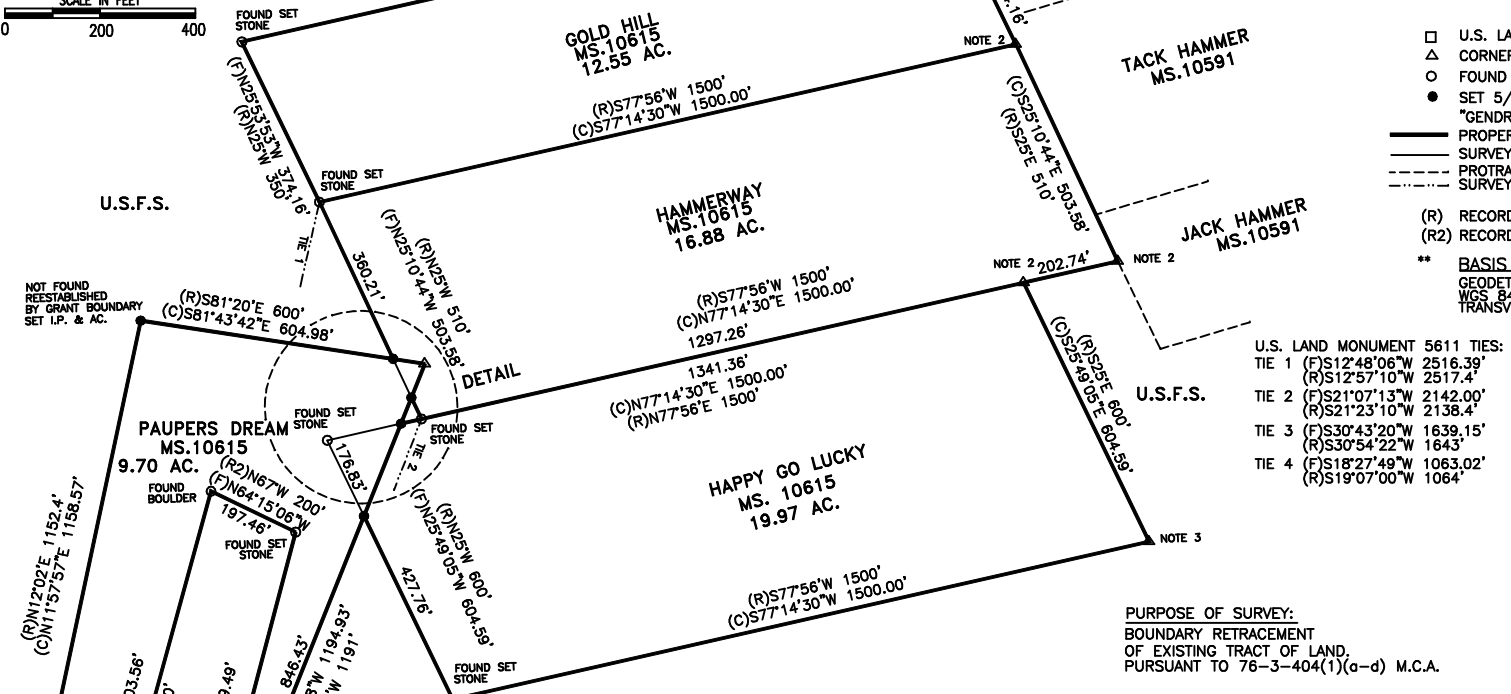 SCALE IN FEET
0 200 400
FOUND SET
STONE
GOLD HILL
MS.10615
12.55 AC.
NOTE 2
TACK HAMMER
MS.10591
(F)N25°53'53"W 374.16'
(R)N25°W 350'
(R)S77°56'W 1500'
(C)S77°14'30"W 1500.00'
(C)S25°10'44"E 503.58'
(R)S25°E 510'
U.S. LA
CORNER
FOUND
SET 5/
"GENDR
PROPER
SURVEY
PROTRA
SURVEY
(R) RECORD
(R2) RECORD
** BASIS
GEODET
WGS 84
TRANSV
FOUND SET
STONE
U.S.F.S.
HAMMERWAY
MS.10615
16.88 AC.
JACK HAMMER
MS.10591
TIE 1
360.21'
(R)N25°W 510'
(F)N25°10'44"W 503.58'
NOTE 2
202.74'
NOTE 2
NOT FOUND
REESTABLISHED
BY GRANT BOUNDARY
SET I.P. & AC.
(R)S81°20'E 600'
(C)S81°43'42"E 604.98'
(R)S77°56'W 1500'
(C)N77°14'30"E 1500.00'
1297.26'
1341.36'
(C)N77°14'30"E 1500.00'
(R)N77°56'E 1500'
DETAIL
(R)S25°E 600'
(C)S25°49'05"E 604.59'
U.S.F.S.
U.S. LAND MONUMENT 5611 TIES:
TIE 1 (F)S12°48'06"W 2516.39'
(R)S12°57'10"W 2517.4'
TIE 2 (F)S21°07'13"W 2142.00'
(R)S21°23'10"W 2138.4'
TIE 3 (F)S30°43'20"W 1639.15'
(R)S30°54'22"W 1643'
TIE 4 (F)S18°27'49"W 1063.02'
(R)S19°07'00"W 1064'
FOUND SET
STONE
FOUND SET
STONE
PAUPERS DREAM
MS.10615
9.70 AC.
TIE 2
176.83'
FOUND
BOULDER
(R2)N67°W 200'
(F)N64°15'06"W
197.46'
FOUND SET
STONE
HAPPY GO LUCKY
MS. 10615
19.97 AC.
(R)N25°W 600'
(F)N25°49'05"W 604.59'
427.76'
NOTE 3
(R)N12°02'E 1152.4'
(C)N11°57'57"E 1158.57'
(R)S77°56'W 1500'
(C)S77°14'30"W 1500.00'
03.56'
9.49'
846.43'
"W 1194.93'
"W 1191'
FOUND SET
STONE
PURPOSE OF SURVEY:
BOUNDARY RETRACEMENT
OF EXISTING TRACT OF LAND.
PURSUANT TO 76-3-404(1)(a-d) M.C.A.